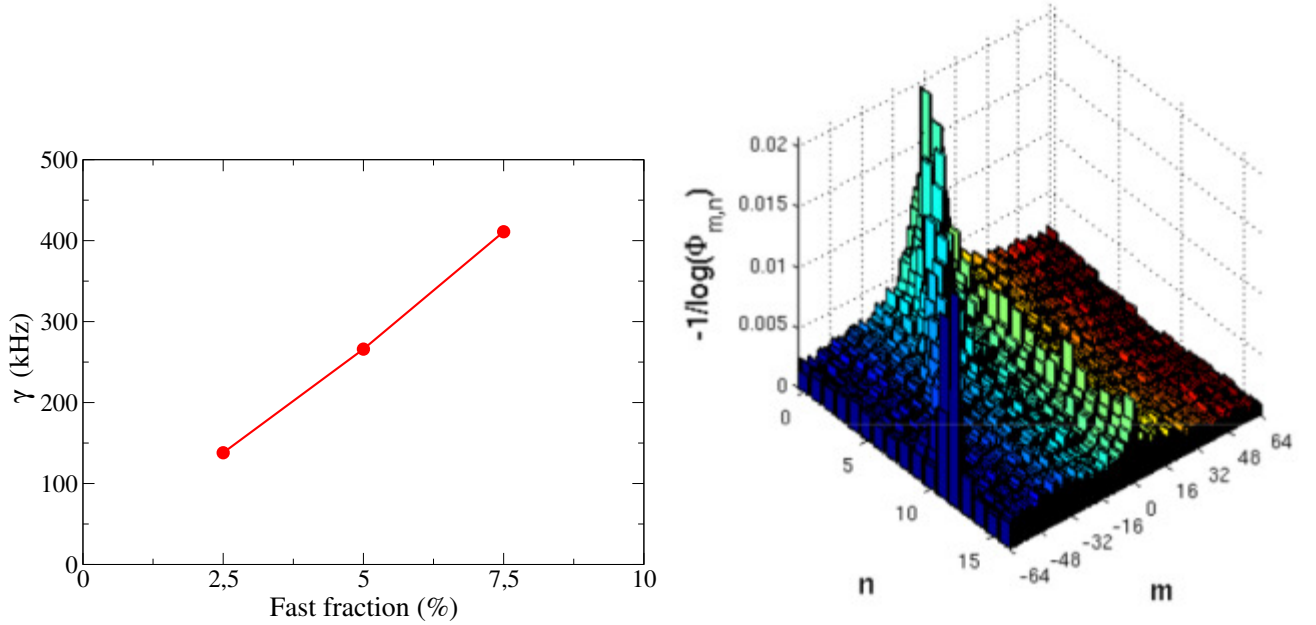 500
400
300
200
100
0
γ (kHz)
0 2,5 5 7,5 10
Fast fraction (%)
0.02
0.015
0.01
0.005
0
-1/log(Φm,n)
0 5 10 15
n
-64 -48 -32 -16 0 16 32 48 64
m